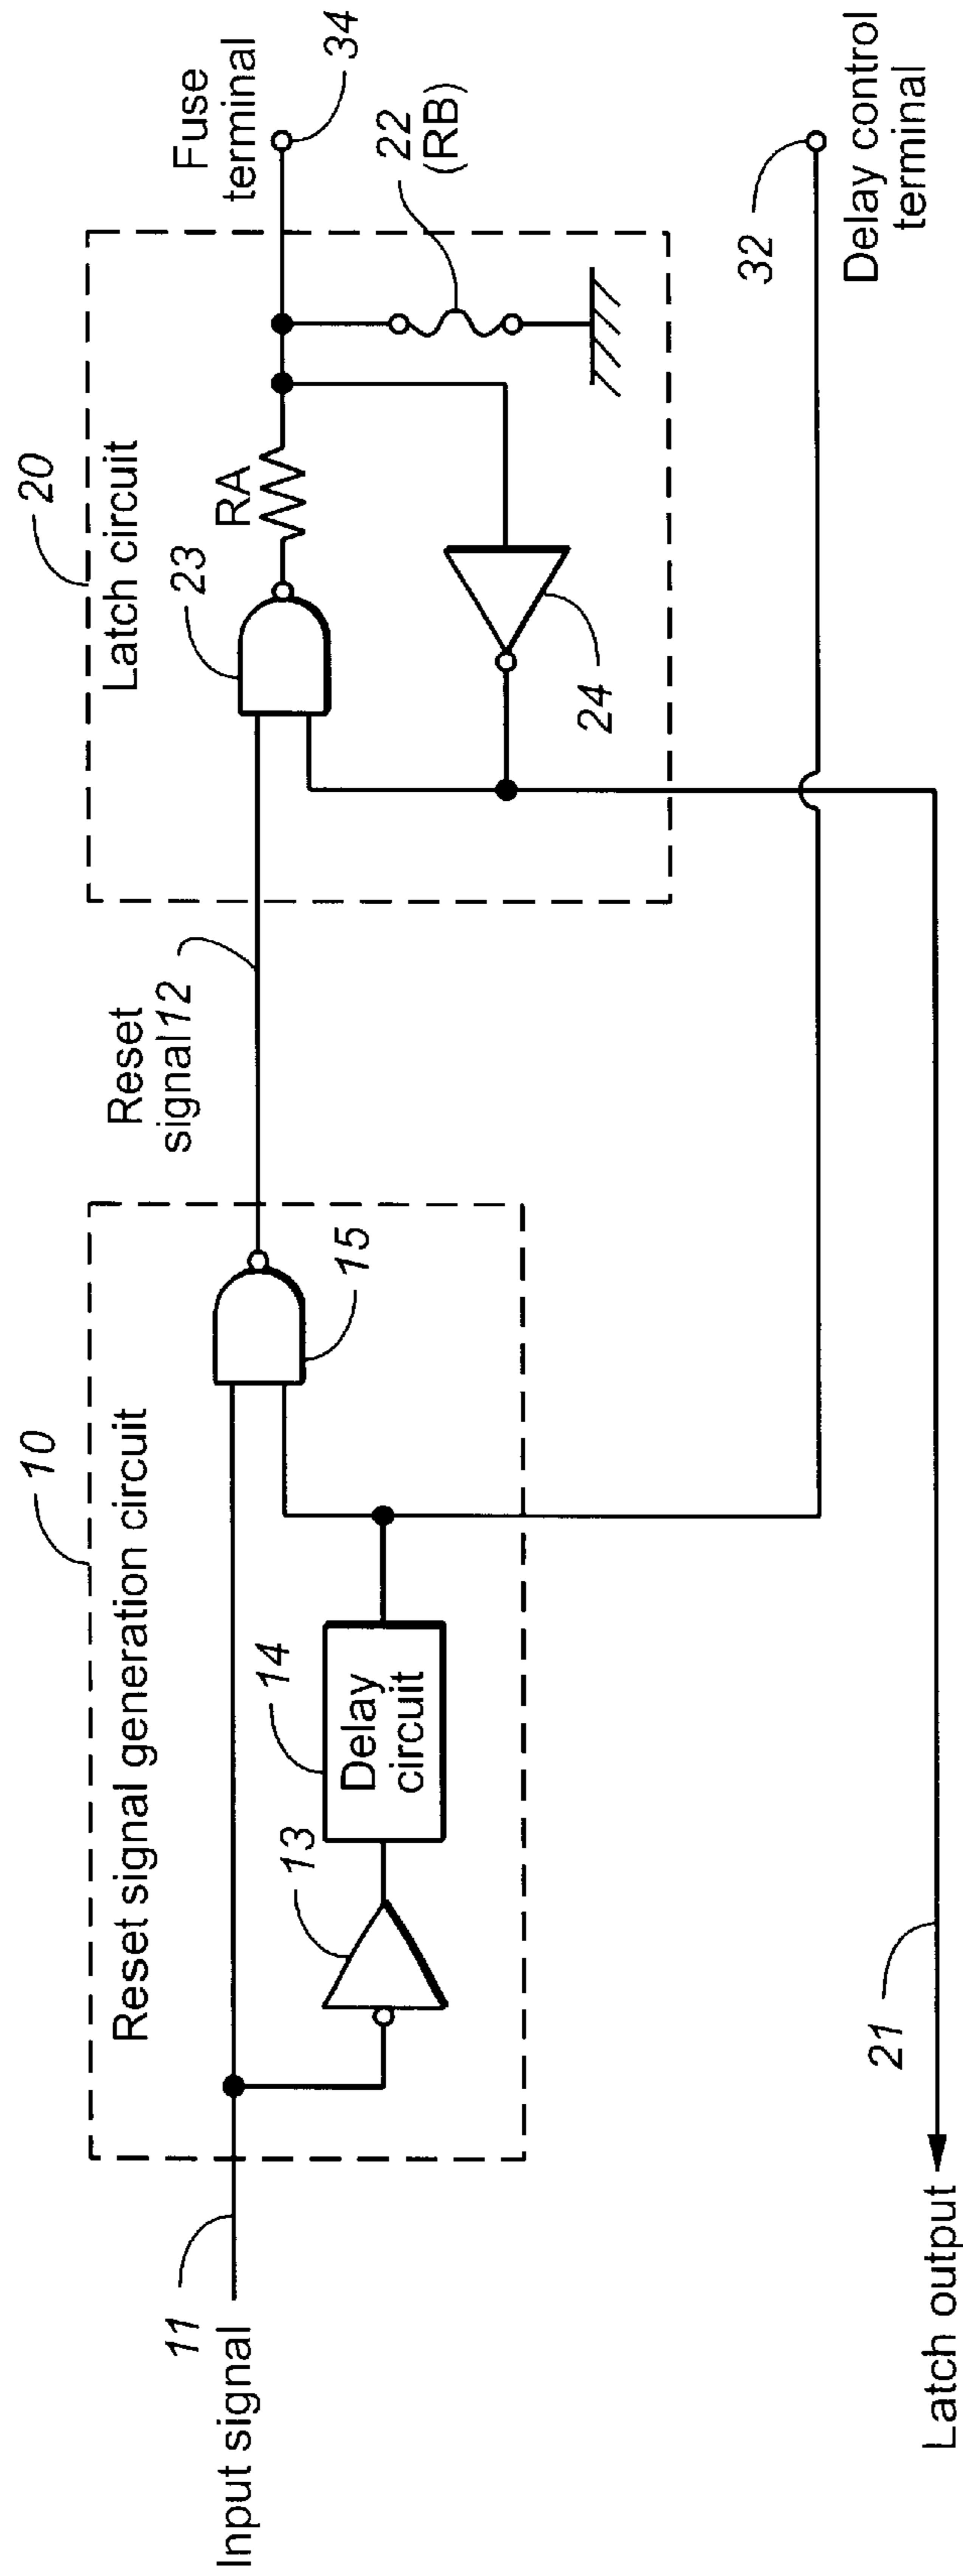 10
Reset signal generation circuit
11
Input signal
13
14
Delay
circuit
15
Reset
signal12
20
Latch circuit
23
RA
24
22
(RB)
Fuse
terminal
34
32
Delay control
terminal
21
Latch output